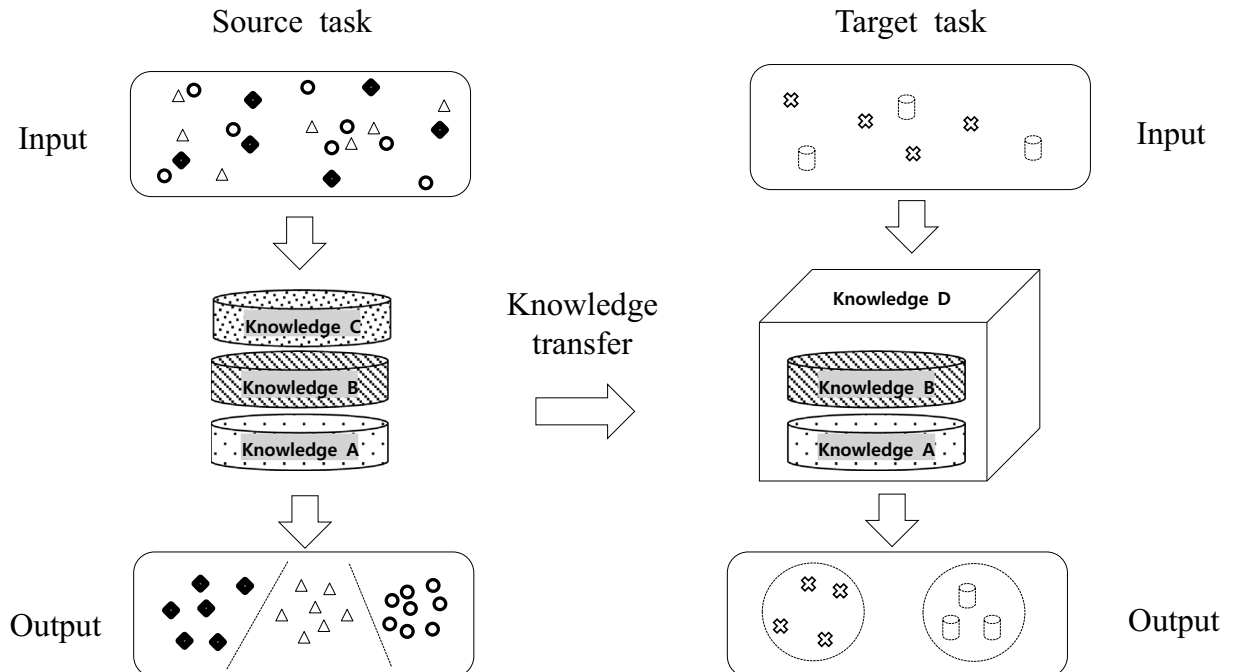 Source task
Target task
Input
Input
Knowledge C
Knowledge B
Knowledge A
Knowledge
transfer
Knowledge D
Knowledge B
Knowledge A
Output
Output